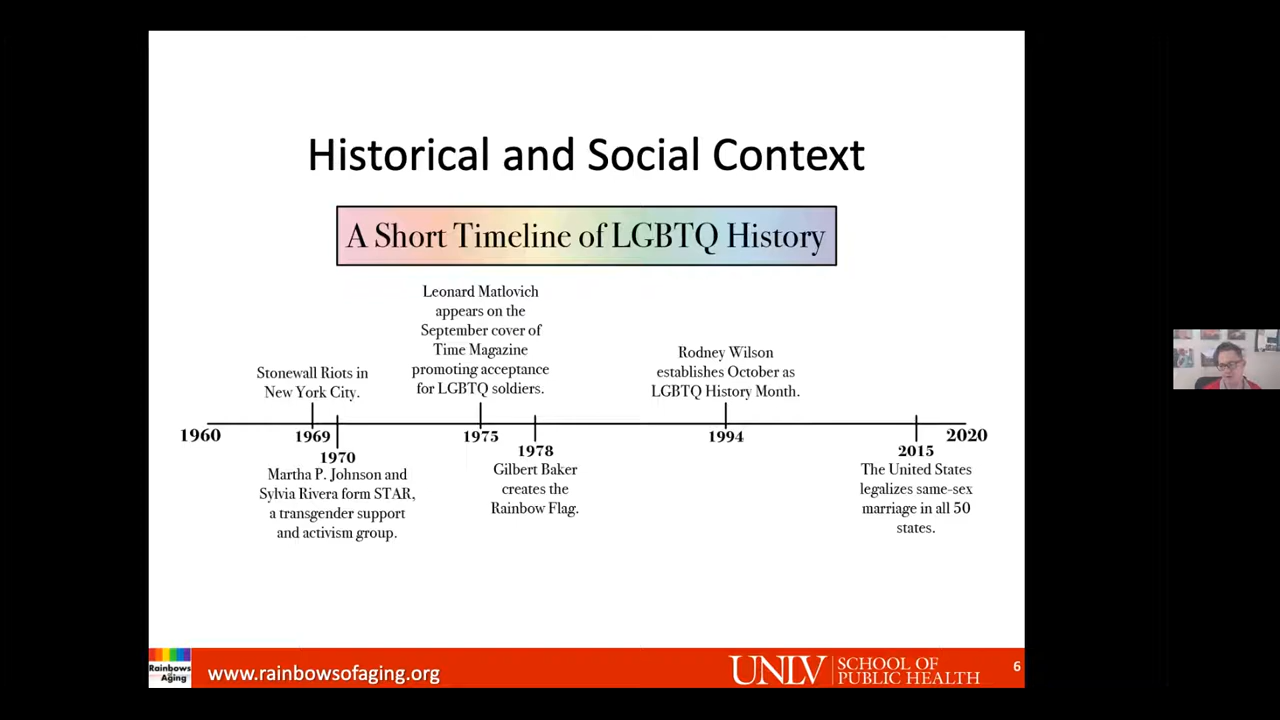 Historical and Social Context
A Short Timeline of LGBTQ History
Leonard Matlovich
appears on the
September cover of
Time Magazine
promoting acceptance
for LGBTQ soldiers.
Stonewall Riots in
New York City.
Rodney Wilson
establishes October as
LGBTQ History Month.
1960
1969
1970
1975
1978
1994
2015
2020
Martha P. Johnson and
Sylvia Rivera form STAR,
a transgender support
and activism group.
Gilbert Baker
creates the
Rainbow Flag.
The United States
legalizes same-sex
marriage in all 50
states.
Rainbows
Aging
www.rainbowsofaging.org
UNLV
SCHOOL OF
PUBLIC HEALTH
6